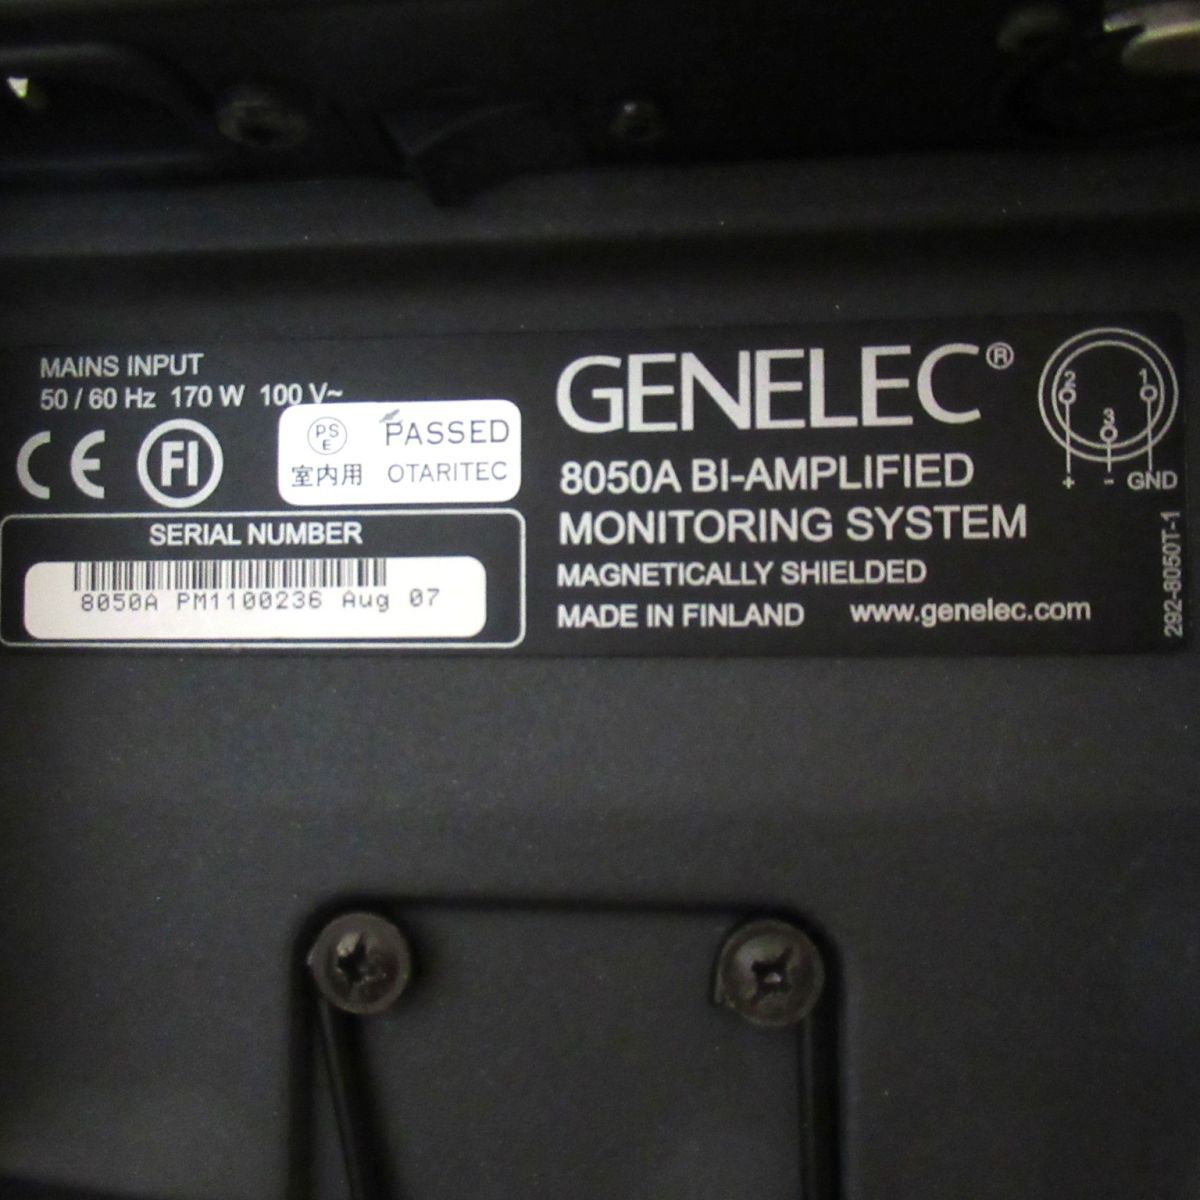 MAINS INPUT
50 / 60 Hz 170 W 100 V~
CE FI
PS
E
PASSED
室内用 OTARITEC
SERIAL NUMBER
8050A PM1100236 Aug 07
GENELEC®
8050A BI-AMPLIFIED
MONITORING SYSTEM
MAGNETICALLY SHIELDED
MADE IN FINLAND www.genelec.com
2 1
3
+ - GND
292-8050T-1